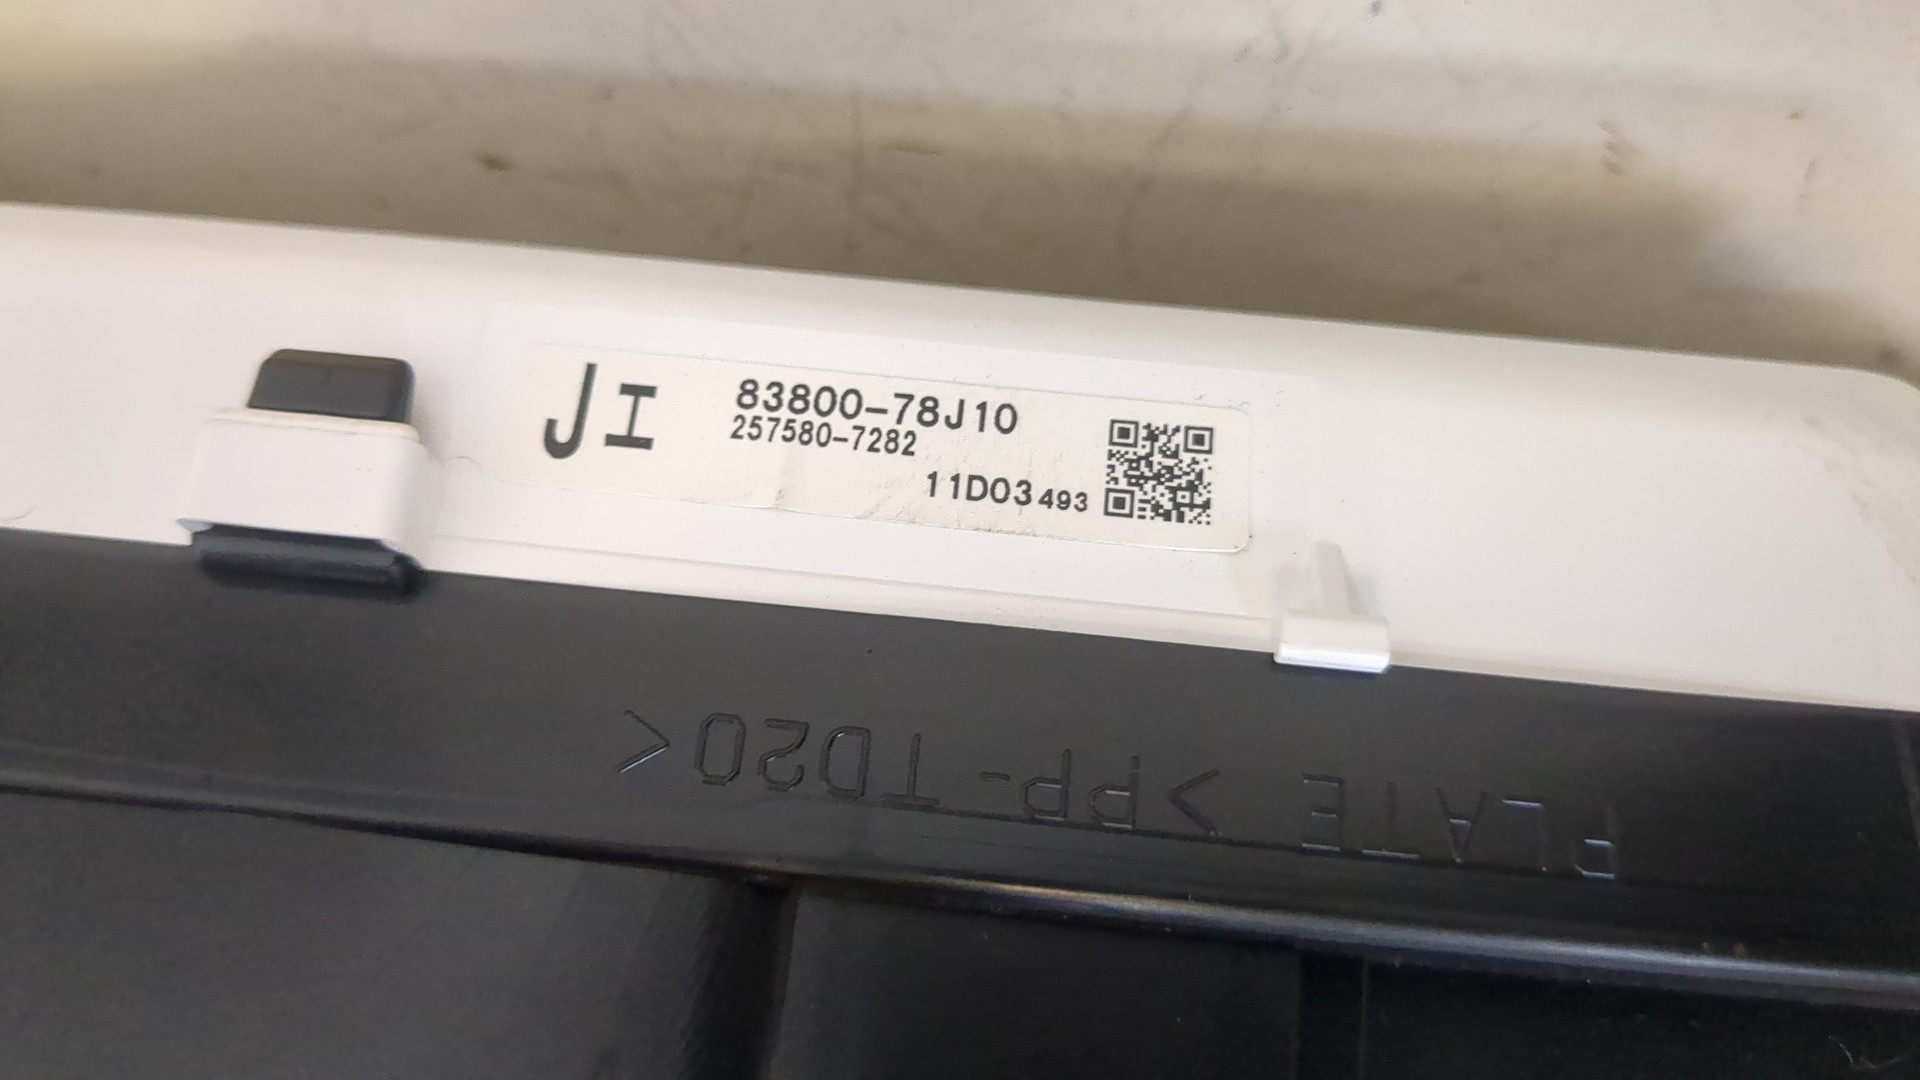 JI
83800-78J10
257580-7282
11D03493
PLATE >PP-TD20<